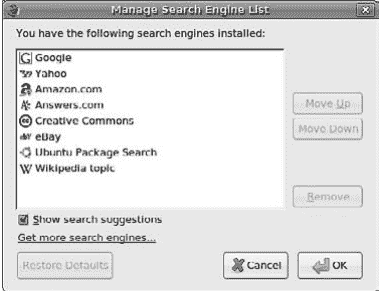 Manage Search Engine List
You have the following search engines installed:
Google
Yahoo
Amazon.com
Answers.com
Creative Commons
eBay
Ubuntu Package Search
Wikipedia topic
Move Up
Move Down
Remove
Show search suggestions
Get more search engines...
Restore Defaults
Cancel
OK